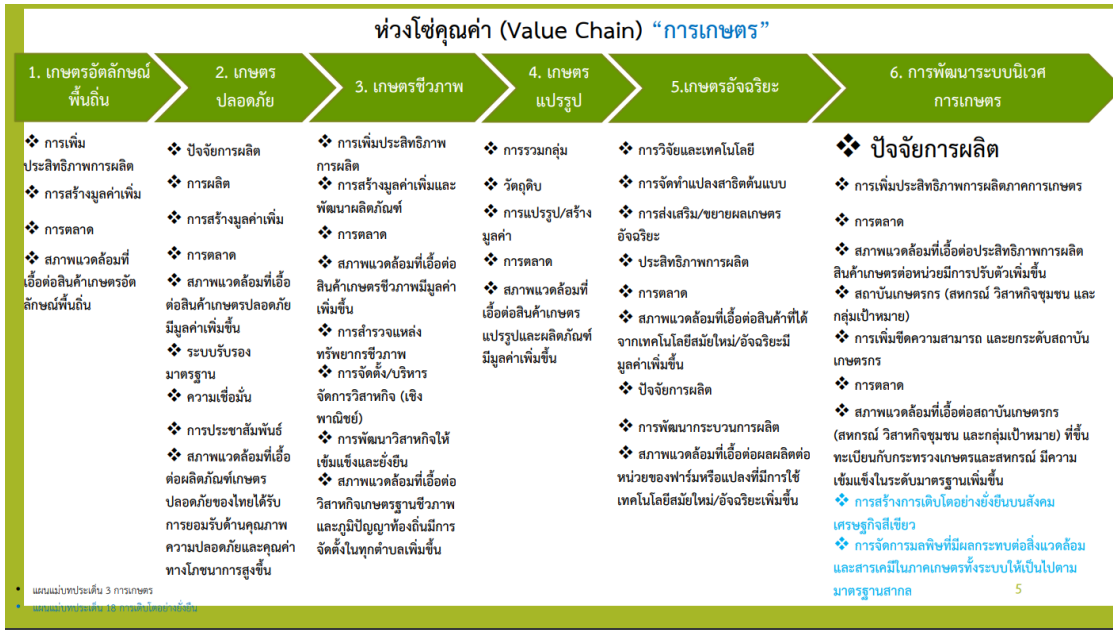 ห่วงโซ่คุณค่า (Value Chain) “การเกษตร”
1. เกษตรอัตลักษณ์
พื้นถิ่น
2. เกษตร
ปลอดภัย
3. เกษตรชีวภาพ
4. เกษตร
แปรรูป
5.เกษตรอัจฉริยะ
6. การพัฒนาระบบนิเวศ
การเกษตร
❖ การเพิ่ม
ประสิทธิภาพการผลิต
❖ การสร้างมูลค่าเพิ่ม
❖ การตลาด
❖ สภาพแวดล้อมที่
เอื้อต่อสินค้าเกษตรอัต
ลักษณ์พื้นถิ่น
❖ ปัจจัยการผลิต
❖ การผลิต
❖ การสร้างมูลค่าเพิ่ม
❖ การตลาด
❖ สภาพแวดล้อมที่เอื้อ
ต่อสินค้าเกษตรปลอดภัย
มีมูลค่าเพิ่มขึ้น
❖ ระบบรับรอง
มาตรฐาน
❖ ความเชื่อมั่น
❖ การประชาสัมพันธ์
❖ สภาพแวดล้อมที่เอื้อ
ต่อผลิตภัณฑ์เกษตร
ปลอดภัยของไทยได้รับ
การยอมรับด้านคุณภาพ
ความปลอดภัยและคุณค่า
ทางโภชนาการสูงขึ้น
❖ การเพิ่มประสิทธิภาพ
การผลิต
❖ การสร้างมูลค่าเพิ่มและ
พัฒนาผลิตภัณฑ์
❖ การตลาด
❖ สภาพแวดล้อมที่เอื้อต่อ
สินค้าเกษตรชีวภาพมีมูลค่า
เพิ่มขึ้น
❖ การสำรวจแหล่ง
ทรัพยากรชีวภาพ
❖ การจัดตั้ง/บริหาร
จัดการวิสาหกิจ (เชิง
พาณิชย์)
❖ การพัฒนาวิสาหกิจให้
เข้มแข็งและยั่งยืน
❖ สภาพแวดล้อมที่เอื้อต่อ
วิสาหกิจเกษตรฐานชีวภาพ
และภูมิปัญญาท้องถิ่นมีการ
จัดตั้งในทุกตำบลเพิ่มขึ้น
❖ การรวมกลุ่ม
❖ วัตถุดิบ
❖ การแปรรูป/สร้าง
มูลค่า
❖ การตลาด
❖ สภาพแวดล้อมที่
เอื้อต่อสินค้าเกษตร
แปรรูปและผลิตภัณฑ์
มีมูลค่าเพิ่มขึ้น
❖ การวิจัยและเทคโนโลยี
❖ การจัดทำแปลงสาธิตต้นแบบ
❖ การส่งเสริม/ขยายผลเกษตร
อัจฉริยะ
❖ ประสิทธิภาพการผลิต
❖ การตลาด
❖ สภาพแวดล้อมที่เอื้อต่อสินค้าที่ได้
จากเทคโนโลยีสมัยใหม่/อัจฉริยะมี
มูลค่าเพิ่มขึ้น
❖ ปัจจัยการผลิต
❖ การพัฒนากระบวนการผลิต
❖ สภาพแวดล้อมที่เอื้อต่อผลผลิตต่อ
หน่วยของฟาร์มหรือแปลงที่มีการใช้
เทคโนโลยีสมัยใหม่/อัจฉริยะเพิ่มขึ้น
❖ ปัจจัยการผลิต
❖ การเพิ่มประสิทธิภาพการผลิตภาคการเกษตร
❖ การตลาด
❖ สภาพแวดล้อมที่เอื้อต่อประสิทธิภาพการผลิต
สินค้าเกษตรต่อหน่วยมีการปรับตัวเพิ่มขึ้น
❖ สถาบันเกษตรกร (สหกรณ์ วิสาหกิจชุมชน และ
กลุ่มเป้าหมาย)
❖ การเพิ่มขีดความสามารถ และยกระดับสถาบัน
เกษตรกร
❖ การตลาด
❖ สภาพแวดล้อมที่เอื้อต่อสถาบันเกษตรกร
(สหกรณ์ วิสาหกิจชุมชน และกลุ่มเป้าหมาย) ที่ขึ้น
ทะเบียนกับกระทรวงเกษตรและสหกรณ์ มีความ
เข้มแข็งในระดับมาตรฐานเพิ่มขึ้น
❖ การสร้างการเติบโตอย่างยั่งยืนบนสังคม
เศรษฐกิจสีเขียว
❖ การจัดการมลพิษที่มีผลกระทบต่อสิ่งแวดล้อม
และสารเคมีในภาคเกษตรทั้งระบบให้เป็นไปตาม
มาตรฐานสากล
• แผนแม่บทประเด็น 3 การเกษตร
• แผนแม่บทประเด็น 18 การเติบโตอย่างยั่งยืน
5